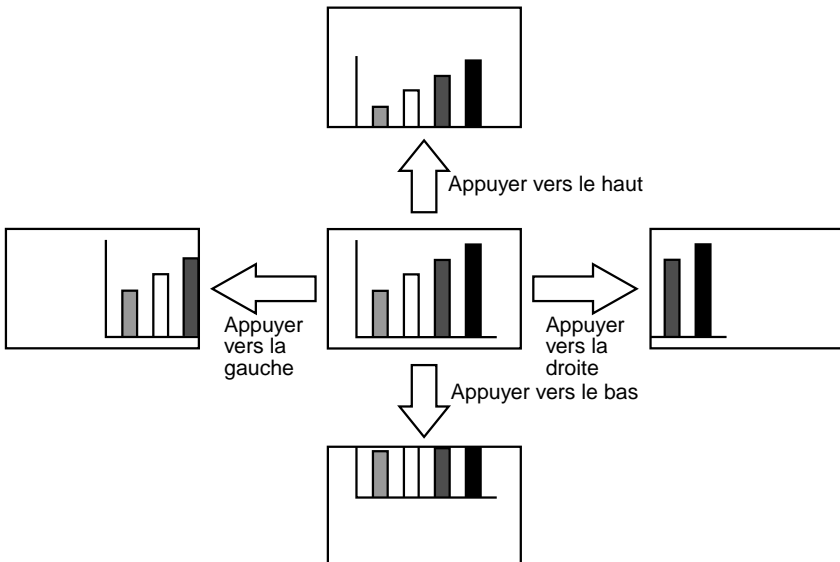 Appuyer vers le haut
Appuyer
vers la
gauche
Appuyer
vers la
droite
Appuyer vers le bas